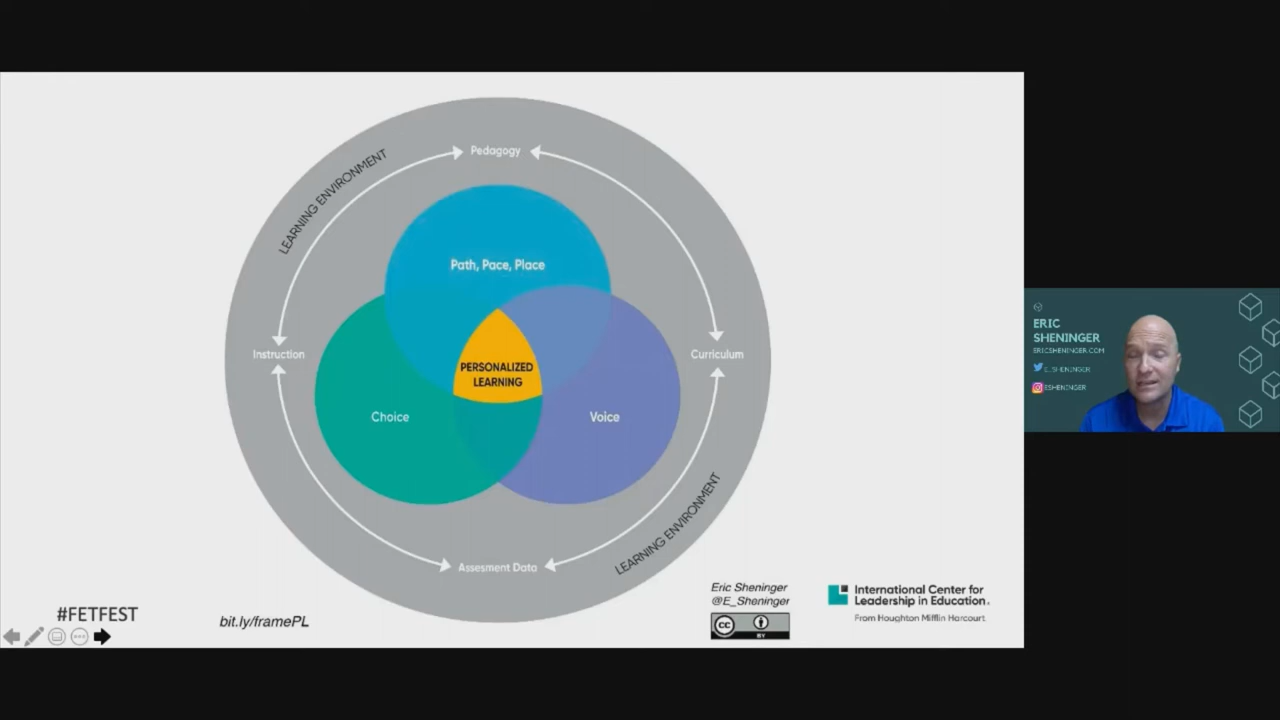 LEARNING ENVIRONMENT
Pedagogy
Path, Pace, Place
Instruction
PERSONALIZED
LEARNING
Curriculum
Choice
Voice
LEARNING ENVIRONMENT
Assesment Data
#FETFEST
bit.ly/framePL
Eric Sheninger
@E_Sheninger
CC
BY
International Center for
Leadership in Education.
From Houghton Mifflin Harcourt
ERIC
SHENINGER
ERICSHENINGER.COM
E_SHENINGER
ESHENINGER